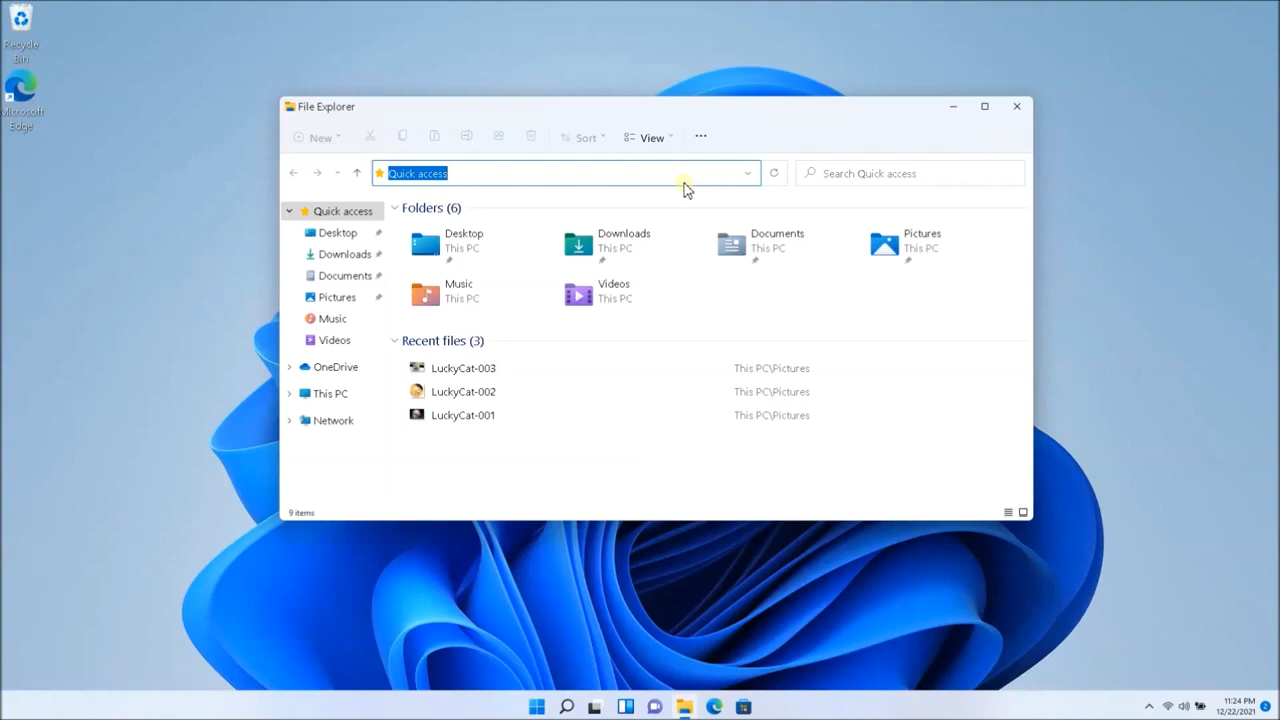 Recycle
Bin
Microsoft
Edge
File Explorer
New
Sort
View
Quick access
Search Quick access
Quick access
Desktop
Downloads
Documents
Pictures
Music
Videos
OneDrive
This PC
Network
Folders (6)
Desktop
This PC
Downloads
This PC
Documents
This PC
Pictures
This PC
Music
This PC
Videos
This PC
Recent files (3)
LuckyCat-003 This PC\Pictures
LuckyCat-002 This PC\Pictures
LuckyCat-001 This PC\Pictures
9 items
11:24 PM
12/22/2021
2